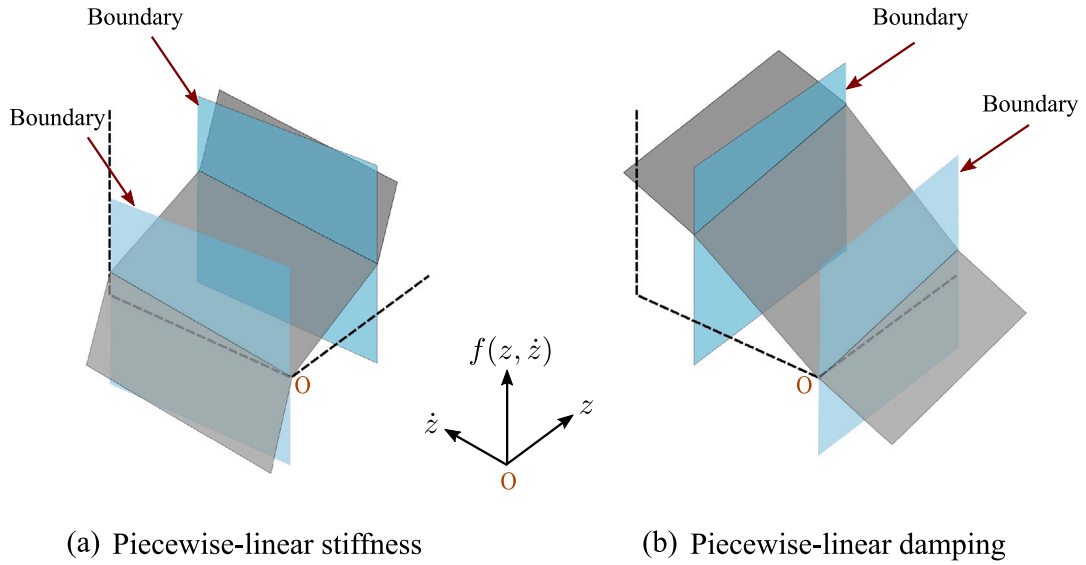 Boundary
Boundary
O
(a) Piecewise-linear stiffness
f(z, ż)
ż
z
O
Boundary
Boundary
O
(b) Piecewise-linear damping